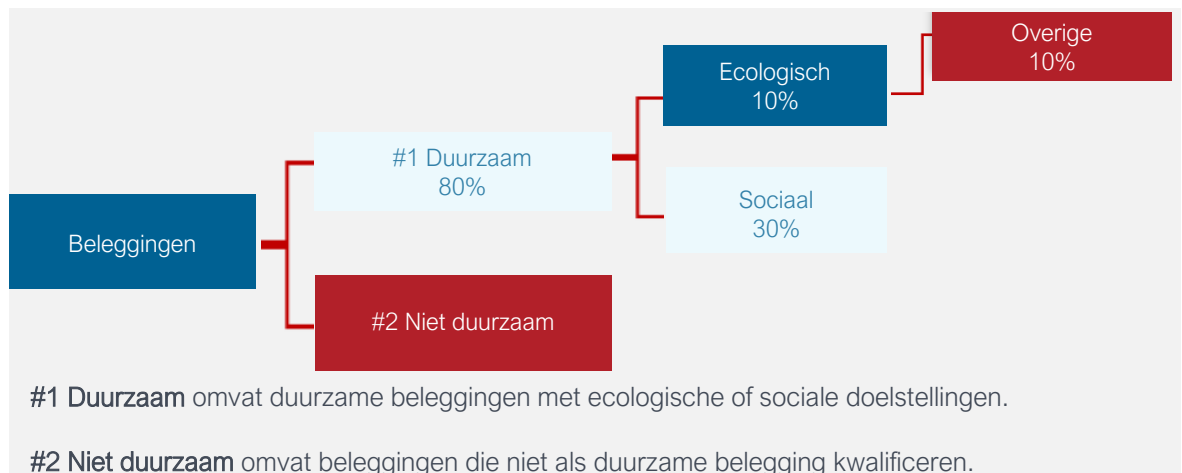 Overige
10%
Ecologisch
10%
#1 Duurzaam
80%
Sociaal
30%
Beleggingen
#2 Niet duurzaam
#1 Duurzaam omvat duurzame beleggingen met ecologische of sociale doelstellingen.
#2 Niet duurzaam omvat beleggingen die niet als duurzame belegging kwalificeren.